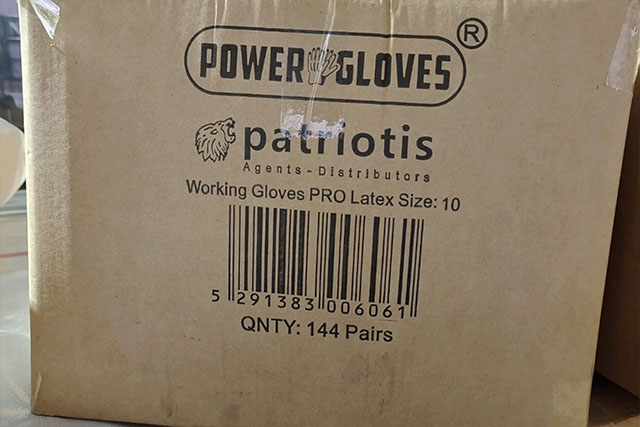 POWER GLOVES ®
patriotis
Agents - Distributors
Working Gloves PRO Latex Size: 10
5 291383 006061
QNTY: 144 Pairs